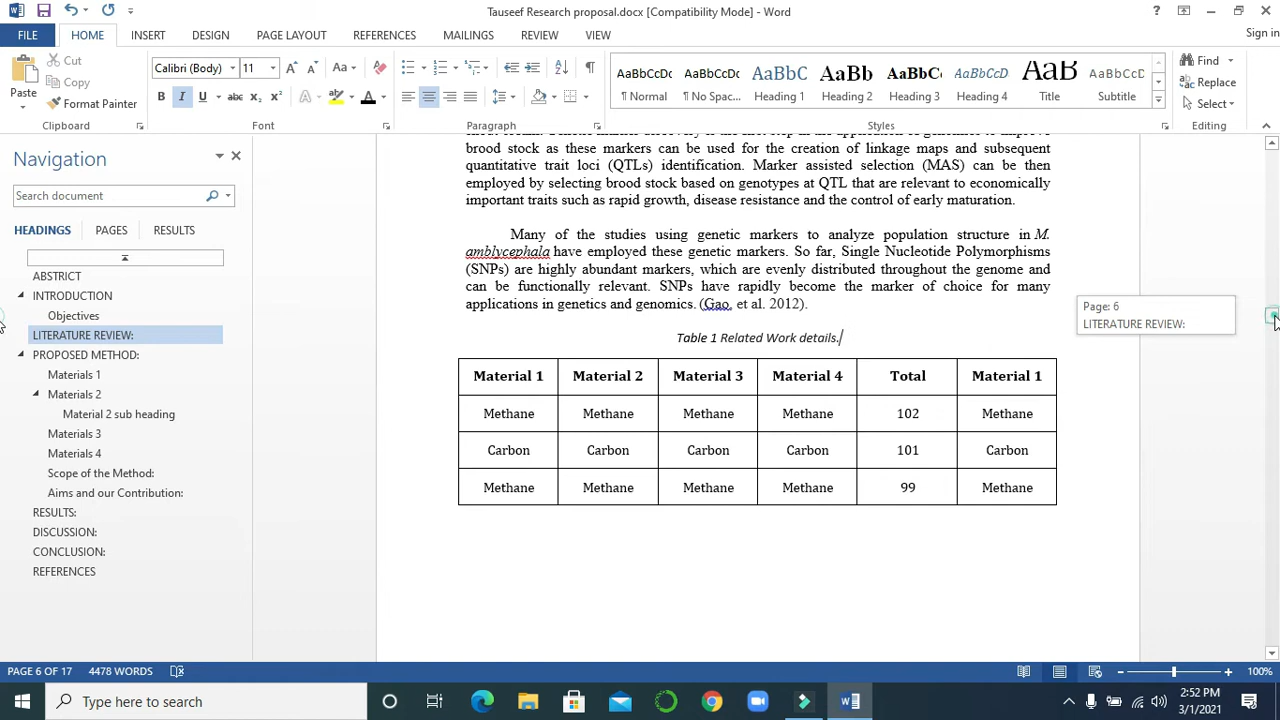 Tauseef Research proposal.docx [Compatibility Mode] - Word
FILE HOME INSERT DESIGN PAGE LAYOUT REFERENCES MAILINGS REVIEW VIEW Sign in
Paste Cut Copy Format Painter
Calibri (Body) 11
AaBbCcDc AaBbCcDc AaBbC AaBb AaBbC AaBbCcD AaB AaBbCcD
¶ Normal ¶ No Spac... Heading 1 Heading 2 Heading 3 Heading 4 Title Subtitle
Find Replace Select
Clipboard Font Paragraph Styles Editing
Navigation
Search document
HEADINGS PAGES RESULTS
ABSTRICT
INTRODUCTION
Objectives
LITERATURE REVIEW:
PROPOSED METHOD:
Materials 1
Materials 2
Material 2 sub heading
Materials 3
Materials 4
Scope of the Method:
Aims and our Contribution:
RESULTS:
DISCUSSION:
CONCLUSION:
REFERENCES
brood stock as these markers can be used for the creation of linkage maps and subsequent
quantitative trait loci (QTLs) identification. Marker assisted selection (MAS) can be then
employed by selecting brood stock based on genotypes at QTL that are relevant to economically
important traits such as rapid growth, disease resistance and the control of early maturation.
Many of the studies using genetic markers to analyze population structure in M.
amblycephala have employed these genetic markers. So far, Single Nucleotide Polymorphisms
(SNPs) are highly abundant markers, which are evenly distributed throughout the genome and
can be functionally relevant. SNPs have rapidly become the marker of choice for many
applications in genetics and genomics. (Gao, et al. 2012).
Table 1 Related Work details.
Material 1 Material 2 Material 3 Material 4 Total Material 1
Methane Methane Methane Methane 102 Methane
Carbon Carbon Carbon Carbon 101 Carbon
Methane Methane Methane Methane 99 Methane
Page: 6
LITERATURE REVIEW:
PAGE 6 OF 17 4478 WORDS 100%
Type here to search
2:52 PM
3/1/2021